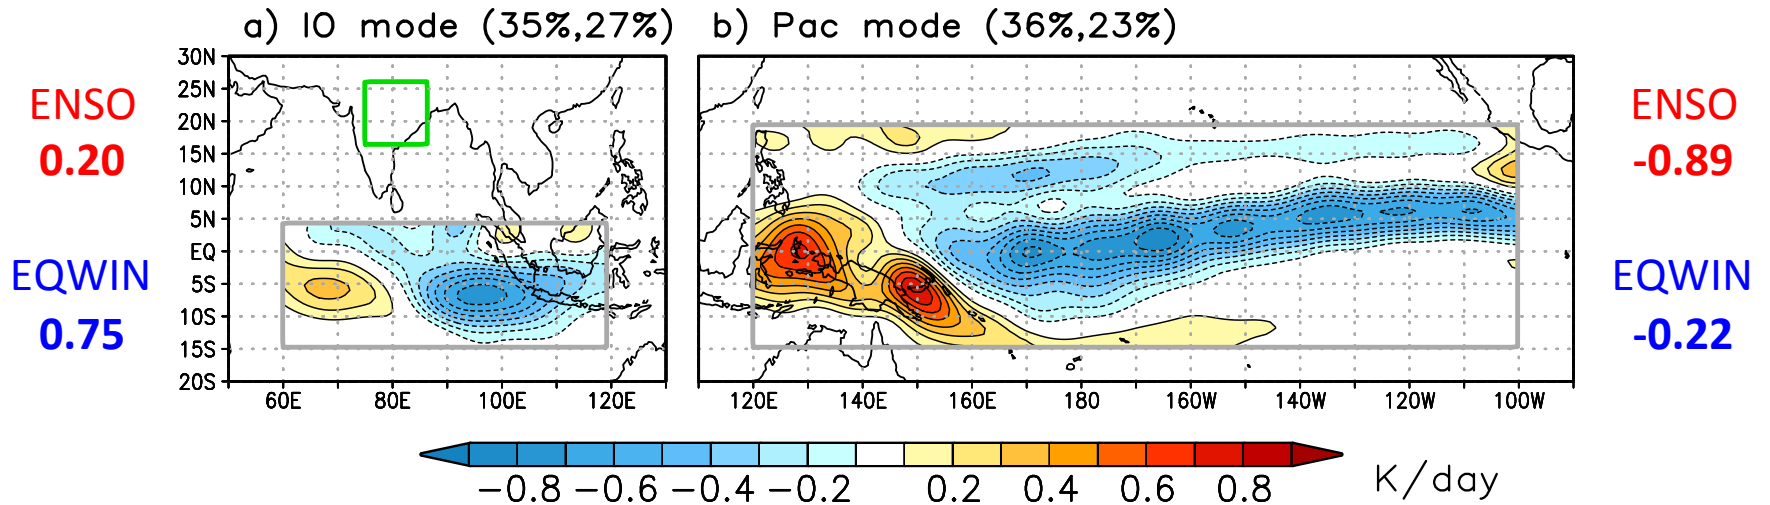 a) IO mode (35%,27%)
b) Pac mode (36%,23%)
ENSO
0.20
EQWIN
0.75
30N
25N
20N
15N
10N
5N
EQ
5S
10S
15S
20S
60E
80E
100E
120E
120E
140E
160E
180
160W
140W
120W
100W
ENSO
-0.89
EQWIN
-0.22
−0.8 −0.6 −0.4 −0.2 0.2 0.4 0.6 0.8
K/day